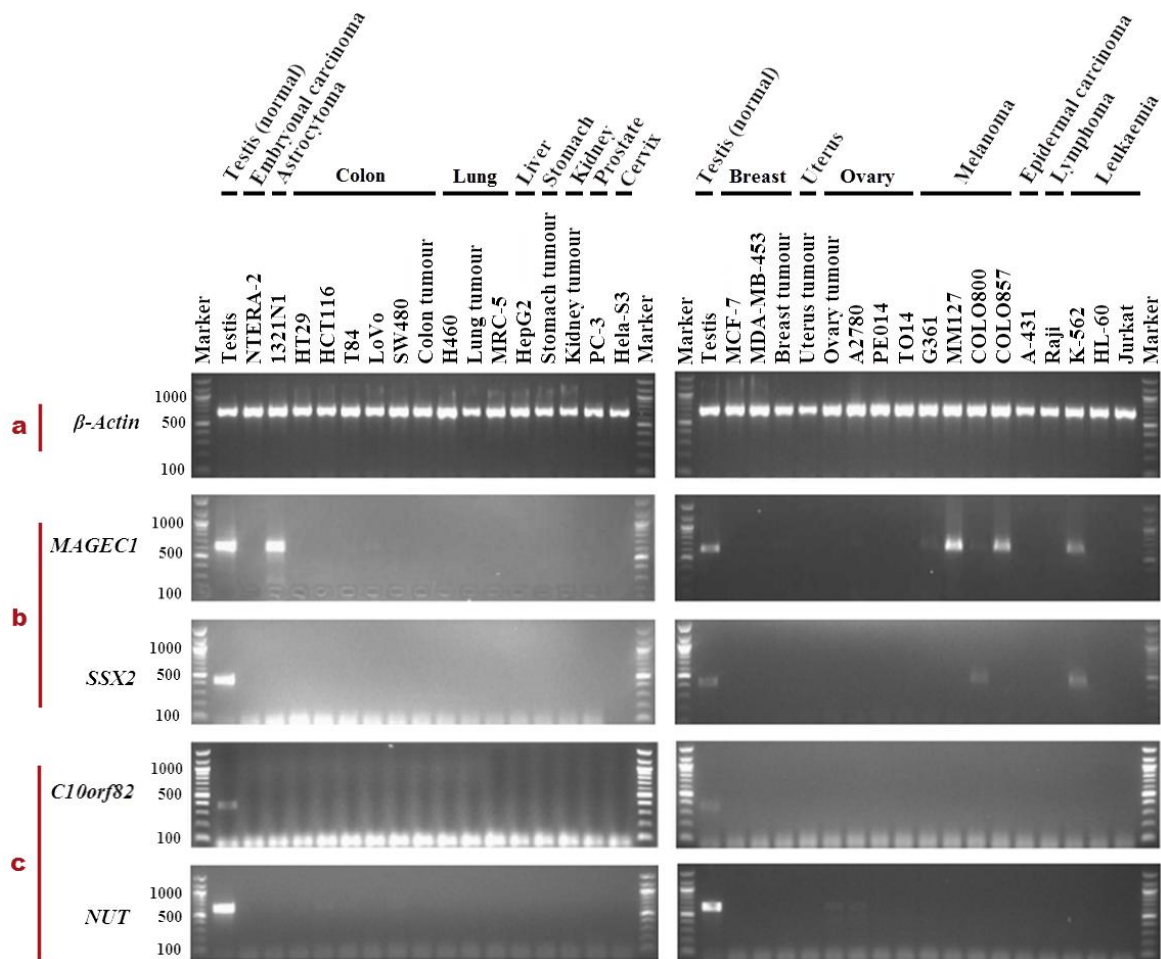 Testis (normal)
Embryonal carcinoma
Astrocytoma
Colon
Lung
Liver
Stomach
Kidney
Prostate
Cervix
Testis (normal)
Breast
Uterus
Ovary
Melanoma
Epidermal carcinoma
Lymphoma
Leukaemia
Marker
Testis
NTERA-2
1321N1
HT29
HCT116
T84
LoVo
SW480
Colon tumour
H460
Lung tumour
MRC-5
HepG2
Stomach tumour
Kidney tumour
PC-3
Hela-S3
Marker
Marker
Testis
MCF-7
MDA-MB-453
Breast tumour
Uterus tumour
Ovary tumour
A2780
PE014
TO14
G361
MM127
COLO800
COLO857
A-431
Raji
K-562
HL-60
Jurkat
Marker
a
β-Actin
1000
500
100
b
MAGEC1
1000
500
100
SSX2
1000
500
100
c
C10orf82
1000
500
100
NUT
1000
500
100